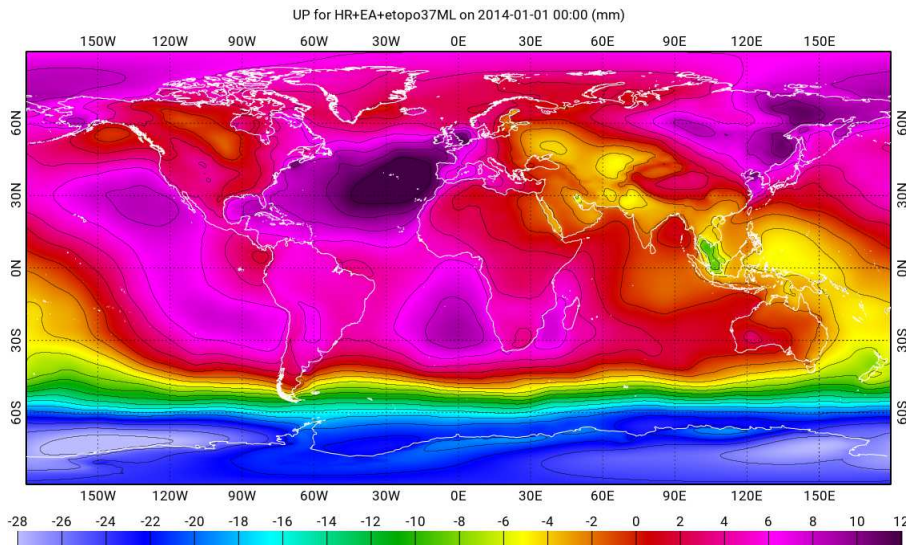 UP for HR+EA+etopo37ML on 2014-01-01 00:00 (mm)
150W 120W 90W 60W 30W 0E 30E 60E 90E 120E 150E
60N 60N
30N 30N
0N 0N
30S 30S
60S 60S
150W 120W 90W 60W 30W 0E 30E 60E 90E 120E 150E
-28 -26 -24 -22 -20 -18 -16 -14 -12 -10 -8 -6 -4 -2 0 2 4 6 8 10 12